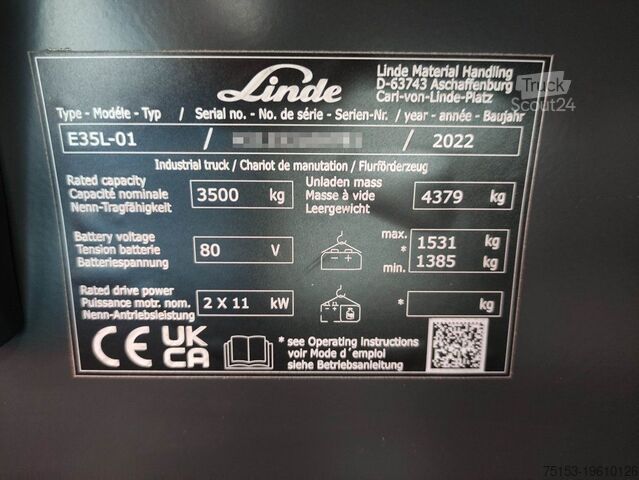 Linde
Linde Material Handling
D-63743 Aschaffenburg
Carl-von-Linde-Platz
Truck
Scout24
Type - Modéle - Typ / Serial no. - No. de série - Serien-Nr. / year - année - Baujahr
E35L-01 / / 2022
Industrial truck / Chariot de manutation / Flurförderzeug
Rated capacity
Capacité nominale
Nenn-Tragfähigkeit
3500 kg
Unladen mass
Masse à vide
Leergewicht
4379 kg
Battery voltage
Tension batterie
Batteriespannung
80 V
max. 1531 kg
*
min. 1385 kg
Rated drive power
Puissance motr. nom.
Nenn-Antriebsleistung
2 X 11 kW
* kg
CE UK
CA
* see Operating Instructions
voir Mode d´emploi
siehe Betriebsanleitung
75153-19610126